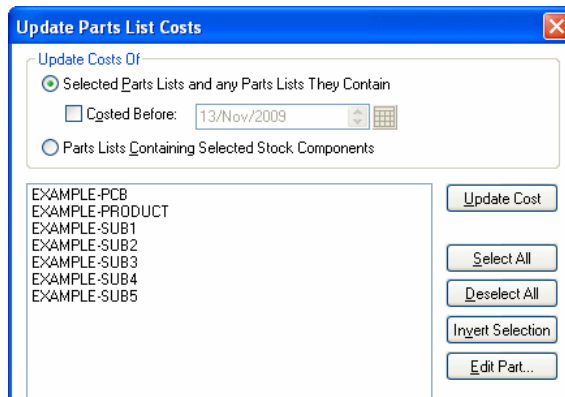 Update Parts List Costs
Update Costs Of
Selected Parts Lists and any Parts Lists They Contain
Costed Before: 13/Nov/2009
Parts Lists Containing Selected Stock Components
EXAMPLE-PCB
EXAMPLE-PRODUCT
EXAMPLE-SUB1
EXAMPLE-SUB2
EXAMPLE-SUB3
EXAMPLE-SUB4
EXAMPLE-SUB5
Update Cost
Select All
Deselect All
Invert Selection
Edit Part...